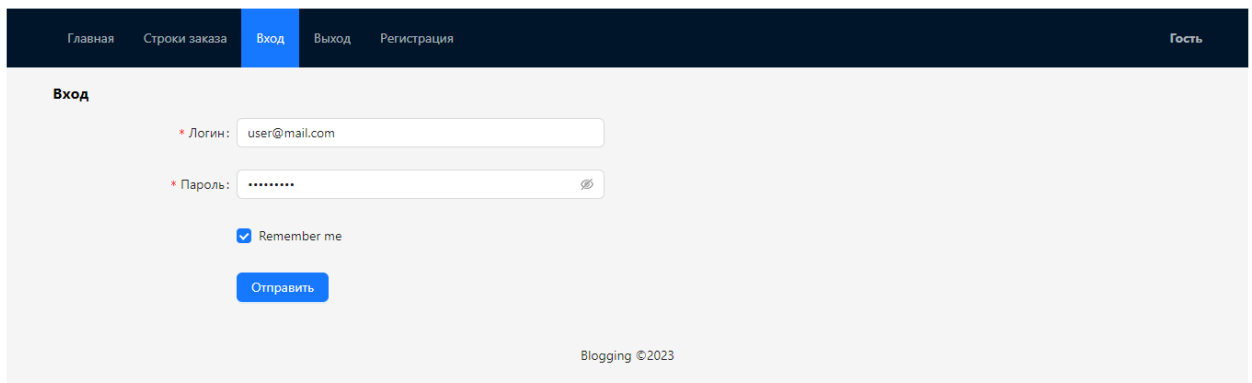 Главная Строки заказа Вход Выход Регистрация Гость
Вход
* Логин: user@mail.com
* Пароль: •••••••••
Remember me
Отправить
Blogging ©2023